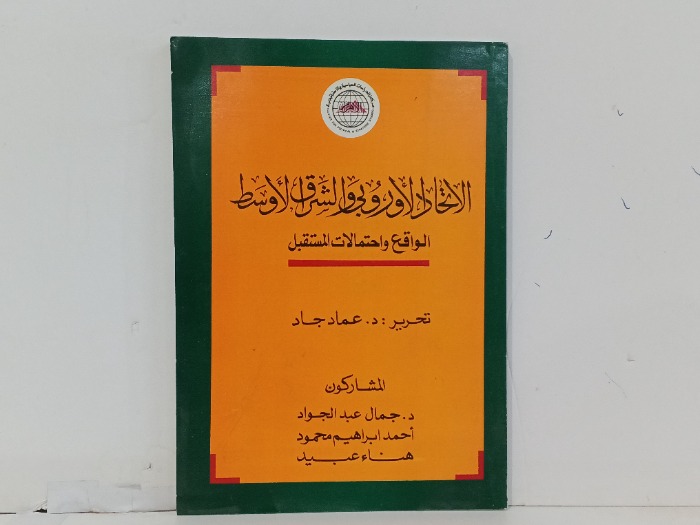 الأهرام
الاتحاد الأوروبي والشرق الأوسط
الواقع واحتمالات المستقبل
تحرير : د. عماد جاد
المشاركون
د. جمال عبد الجواد
أحمد ابراهيم محمود
هناء عبيد